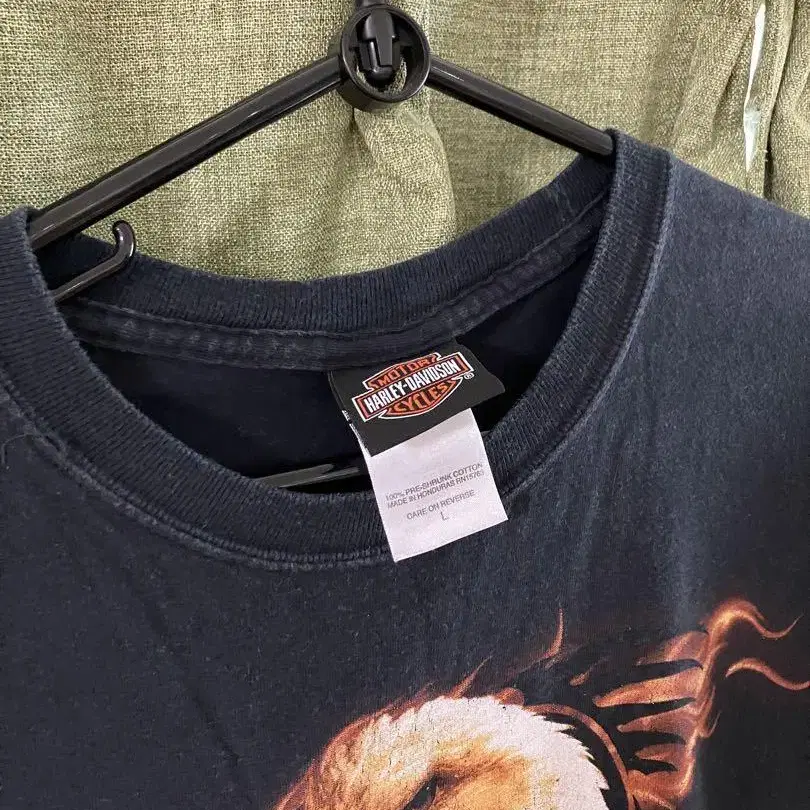 MOTOR
HARLEY-DAVIDSON
CYCLES
®
100% PRE-SHRUNK COTTON
MADE IN HONDURAS RN15763
CARE ON REVERSE
L